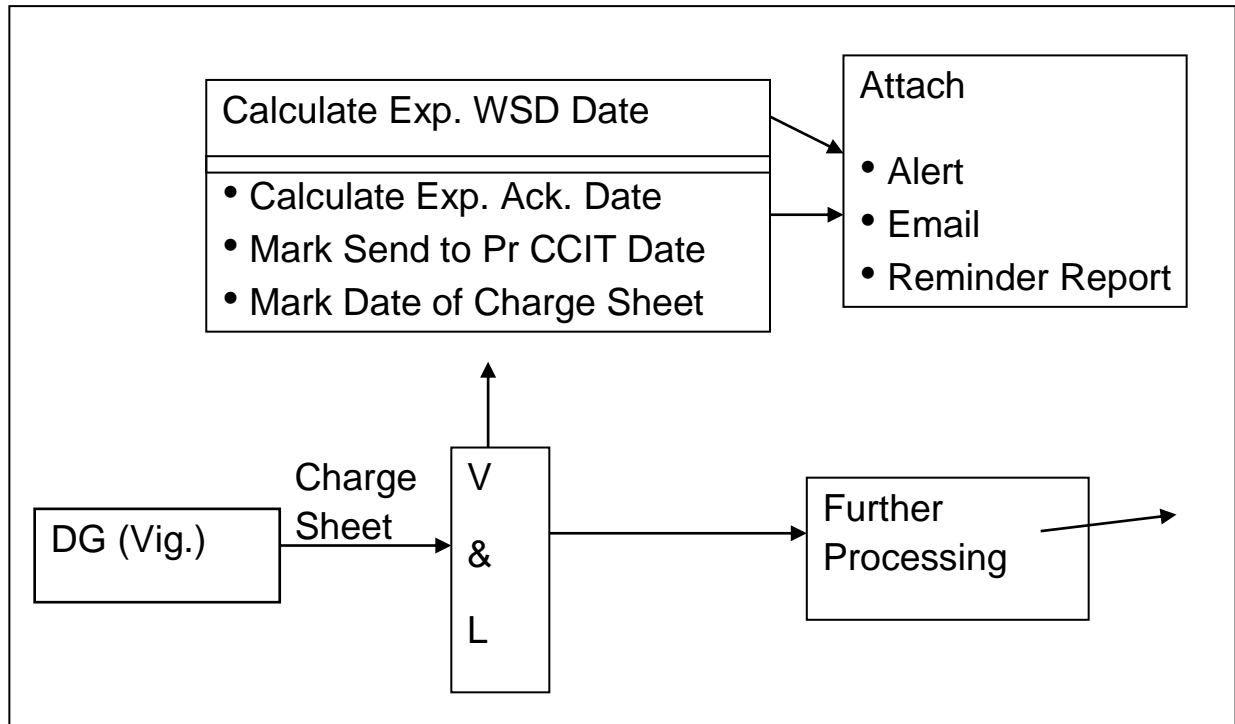 Calculate Exp. WSD Date
• Calculate Exp. Ack. Date
• Mark Send to Pr CCIT Date
• Mark Date of Charge Sheet
Attach
• Alert
• Email
• Reminder Report
DG (Vig.)
Charge
Sheet
V
&
L
Further
Processing